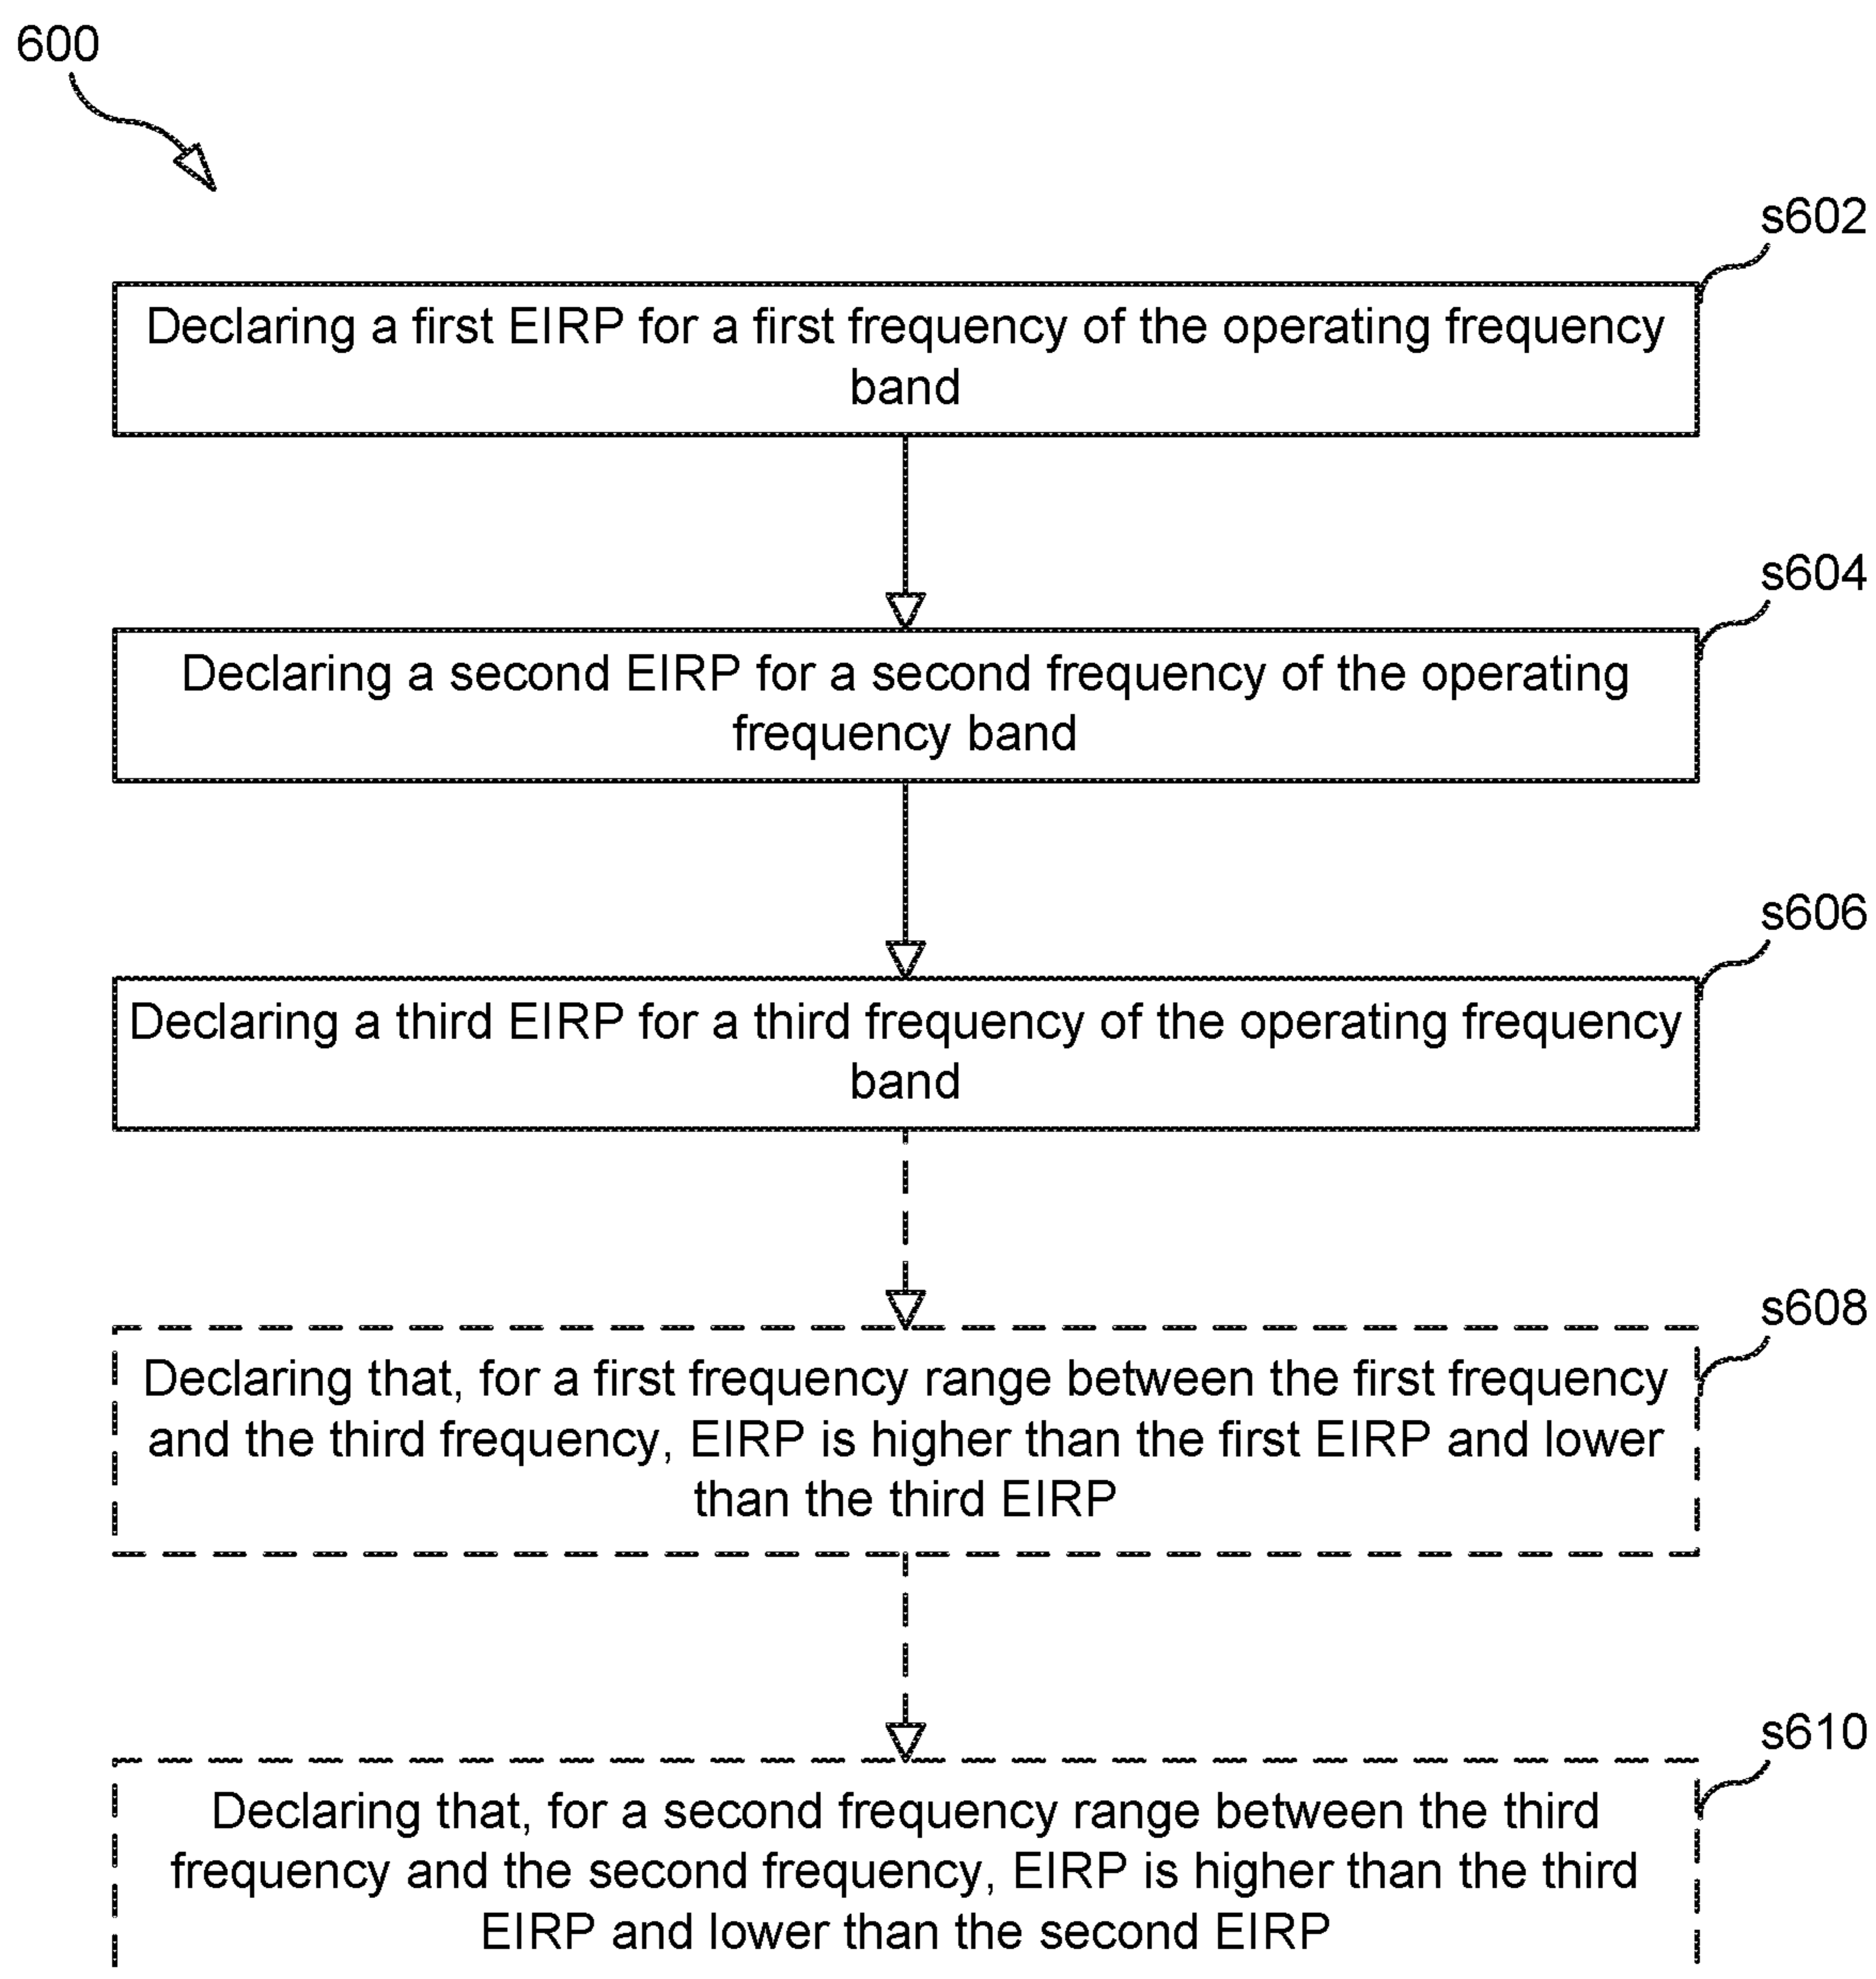 600
s602
Declaring a first EIRP for a first frequency of the operating frequency
band
s604
Declaring a second EIRP for a second frequency of the operating
frequency band
s606
Declaring a third EIRP for a third frequency of the operating frequency
band
s608
Declaring that, for a first frequency range between the first frequency
and the third frequency, EIRP is higher than the first EIRP and lower
than the third EIRP
s610
Declaring that, for a second frequency range between the third
frequency and the second frequency, EIRP is higher than the third
EIRP and lower than the second EIRP